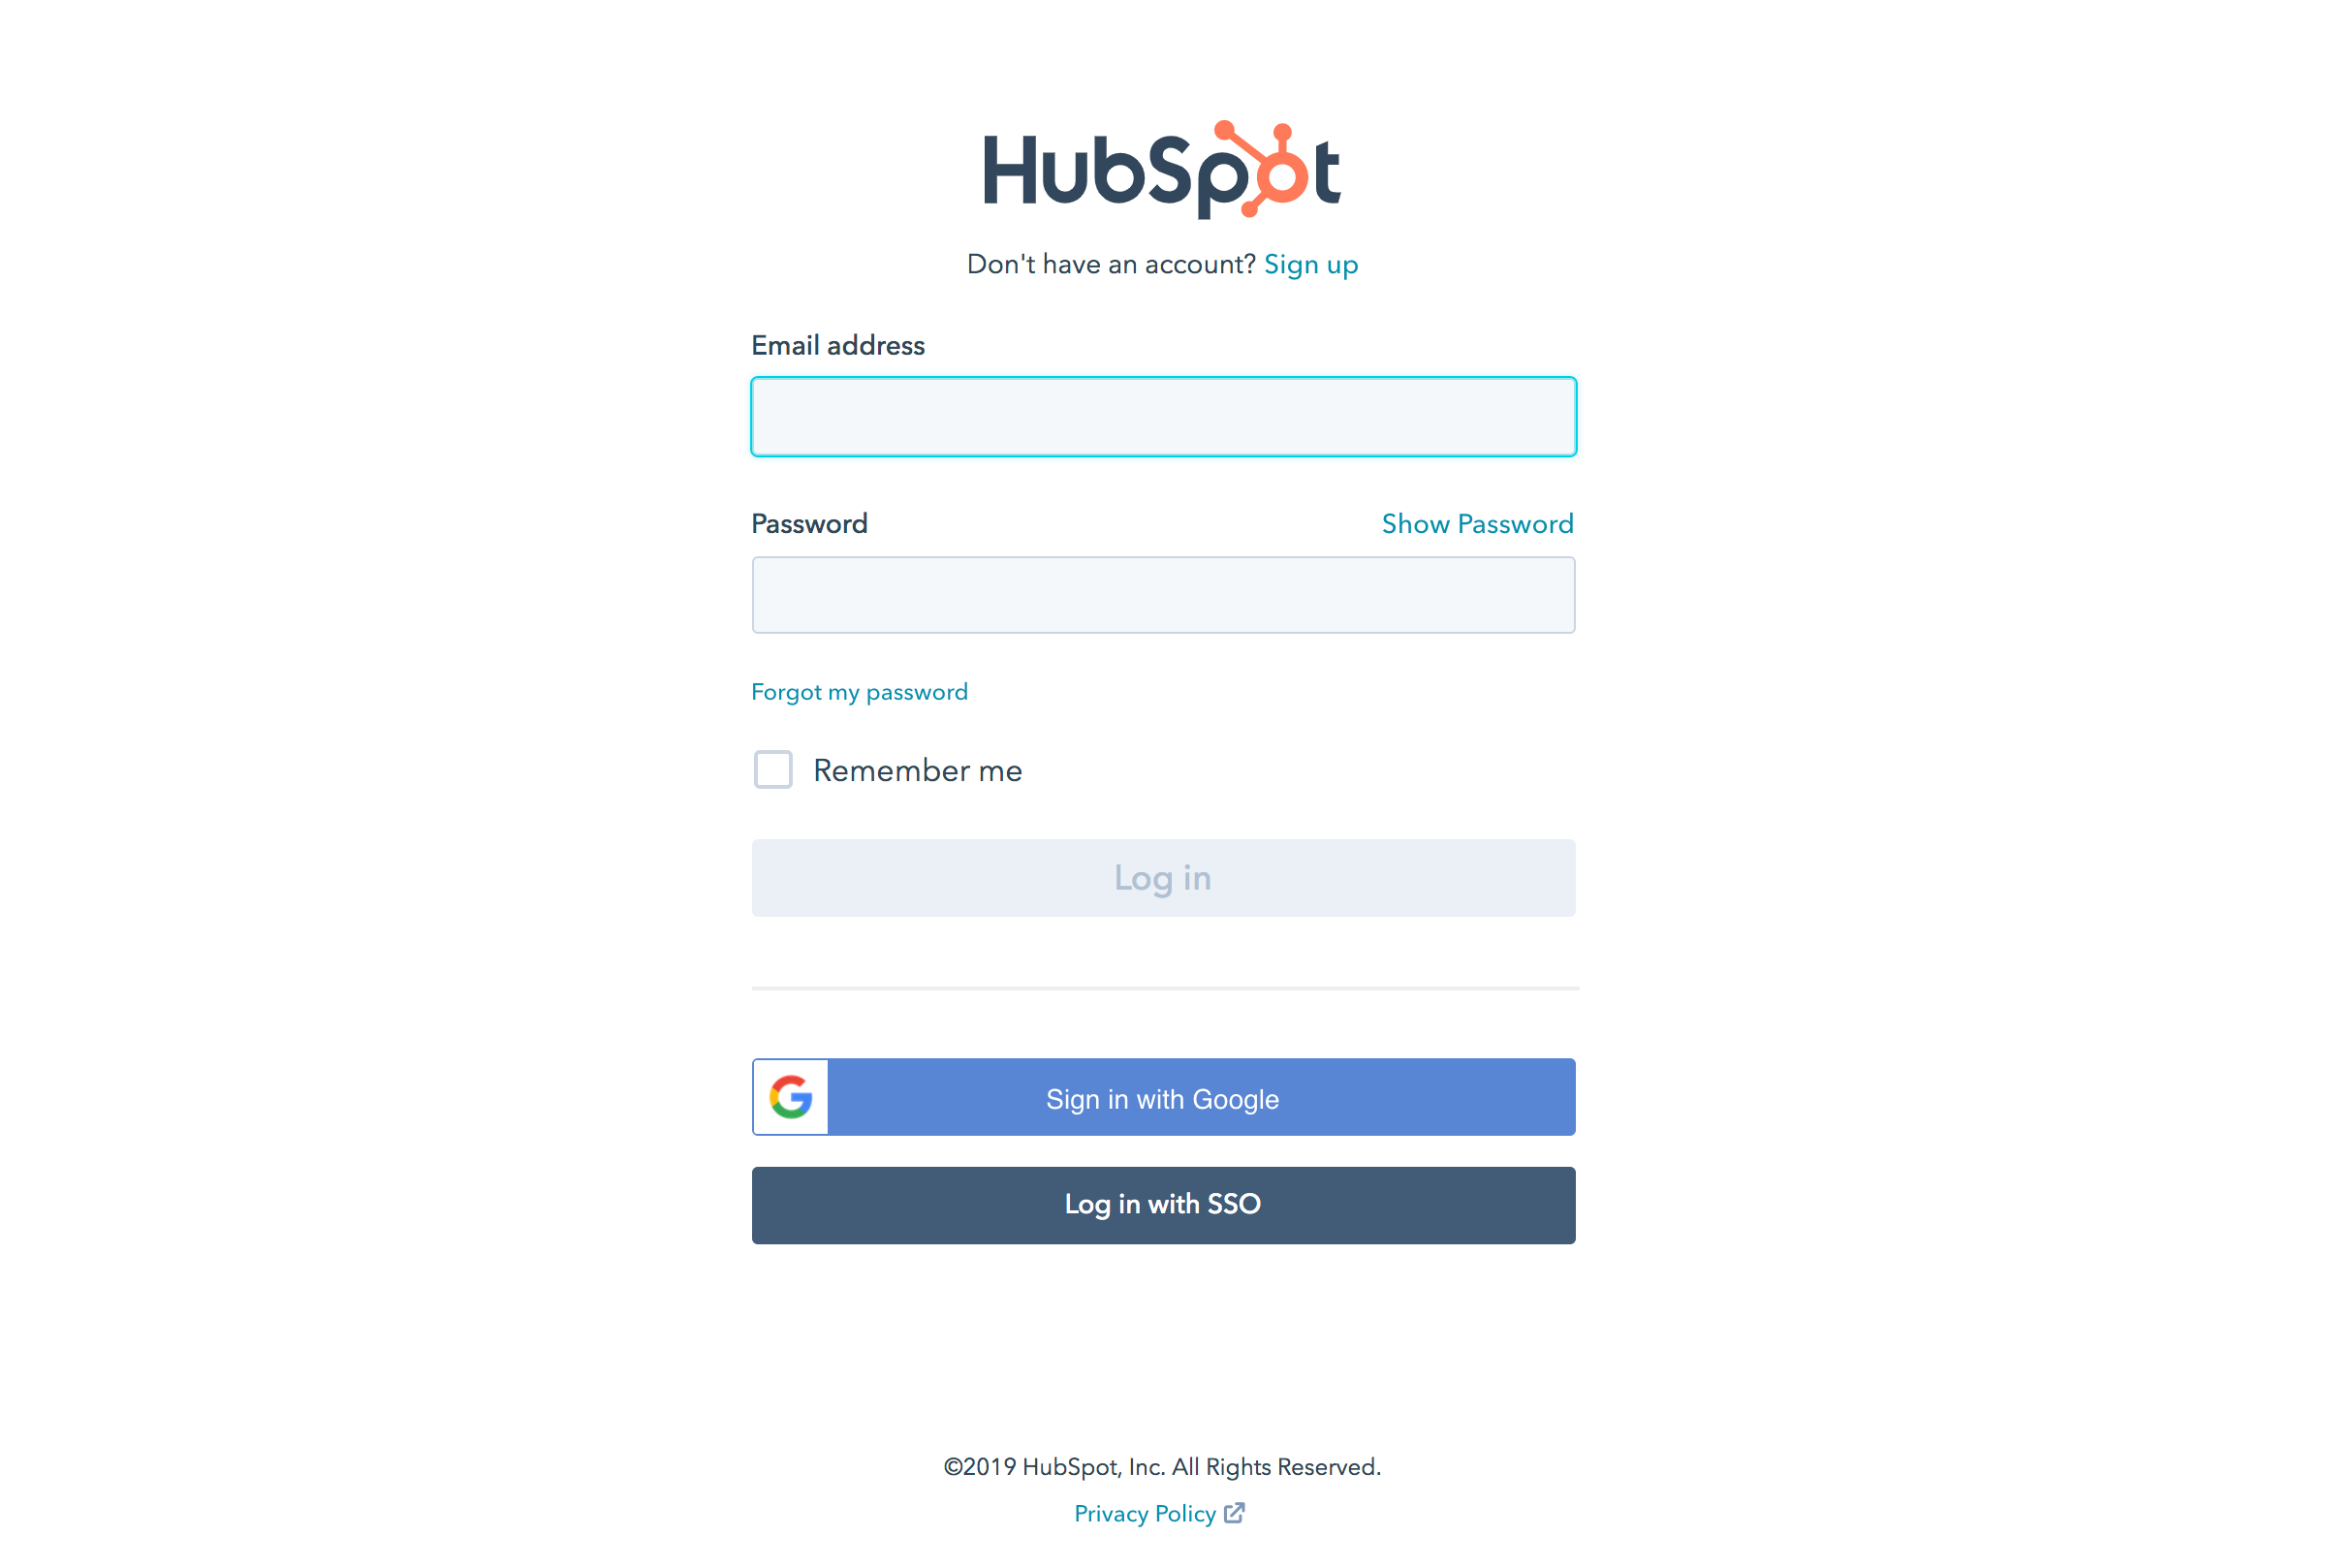 HubSpot
Don't have an account? Sign up
Email address
Password Show Password
Forgot my password
Remember me
Log in
Sign in with Google
Log in with SSO
©2019 HubSpot, Inc. All Rights Reserved.
Privacy Policy